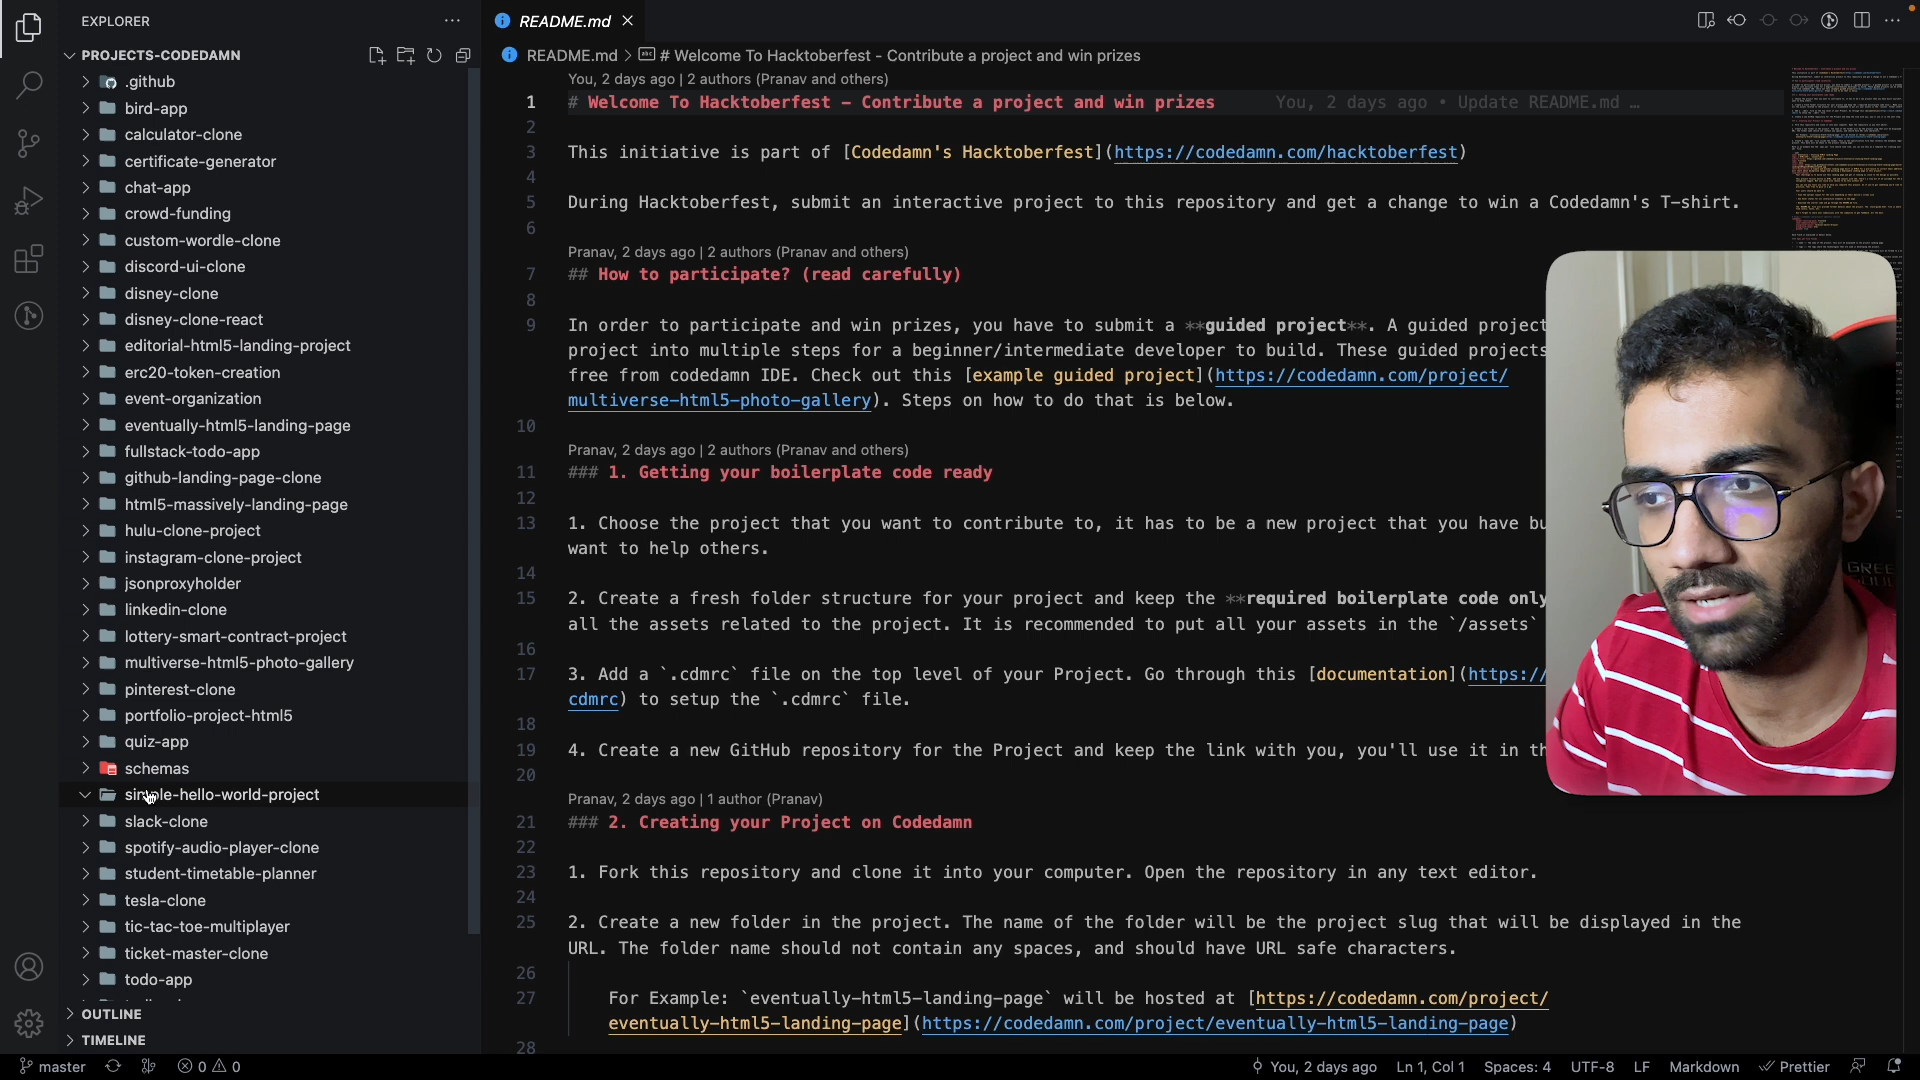 EXPLORER
PROJECTS-CODEDAMN
.github
bird-app
calculator-clone
certificate-generator
chat-app
crowd-funding
custom-wordle-clone
discord-ui-clone
disney-clone
disney-clone-react
editorial-html5-landing-project
erc20-token-creation
event-organization
eventually-html5-landing-page
fullstack-todo-app
github-landing-page-clone
html5-massively-landing-page
hulu-clone-project
instagram-clone-project
jsonproxyholder
linkedin-clone
lottery-smart-contract-project
multiverse-html5-photo-gallery
pinterest-clone
portfolio-project-html5
quiz-app
schemas
simple-hello-world-project
slack-clone
spotify-audio-player-clone
student-timetable-planner
tesla-clone
tic-tac-toe-multiplayer
ticket-master-clone
todo-app
OUTLINE
TIMELINE
README.md
README.md > # Welcome To Hacktoberfest - Contribute a project and win prizes
You, 2 days ago | 2 authors (Pranav and others)
1 # Welcome To Hacktoberfest – Contribute a project and win prizes You, 2 days ago • Update README.md …
2
3 This initiative is part of [Codedamn's Hacktoberfest](https://codedamn.com/hacktoberfest)
4
5 During Hacktoberfest, submit an interactive project to this repository and get a change to win a Codedamn's T-shirt.
6
Pranav, 2 days ago | 2 authors (Pranav and others)
7 ## How to participate? (read carefully)
8
9 In order to participate and win prizes, you have to submit a **guided project**. A guided project
project into multiple steps for a beginner/intermediate developer to build. These guided projects
free from codedamn IDE. Check out this [example guided project](https://codedamn.com/project/
multiverse-html5-photo-gallery). Steps on how to do that is below.
10
Pranav, 2 days ago | 2 authors (Pranav and others)
11 ### 1. Getting your boilerplate code ready
12
13 1. Choose the project that you want to contribute to, it has to be a new project that you have bu
want to help others.
14
15 2. Create a fresh folder structure for your project and keep the **required boilerplate code only
all the assets related to the project. It is recommended to put all your assets in the `/assets`
16
17 3. Add a `.cdmrc` file on the top level of your Project. Go through this [documentation](https://
cdmrc) to setup the `.cdmrc` file.
18
19 4. Create a new GitHub repository for the Project and keep the link with you, you'll use it in th
20
Pranav, 2 days ago | 1 author (Pranav)
21 ### 2. Creating your Project on Codedamn
22
23 1. Fork this repository and clone it into your computer. Open the repository in any text editor.
24
25 2. Create a new folder in the project. The name of the folder will be the project slug that will be displayed in the
URL. The folder name should not contain any spaces, and should have URL safe characters.
26
27 For Example: `eventually-html5-landing-page` will be hosted at [https://codedamn.com/project/
eventually-html5-landing-page](https://codedamn.com/project/eventually-html5-landing-page)
28
master 0 0 You, 2 days ago Ln 1, Col 1 Spaces: 4 UTF-8 LF Markdown Prettier